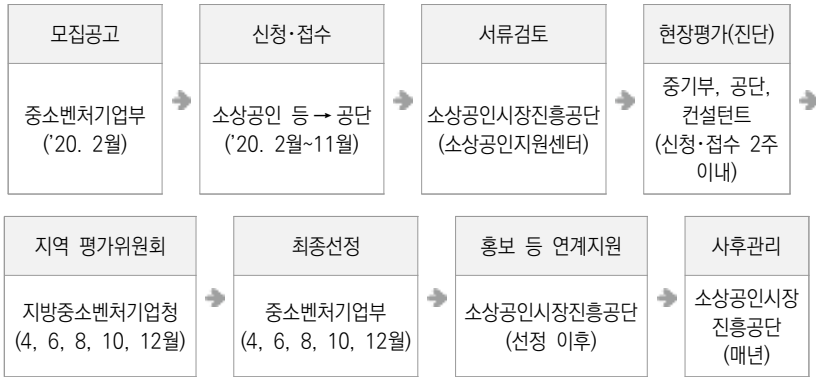 모집공고
중소벤처기업부
('20. 2월)
신청·접수
소상공인 등 → 공단
('20. 2월~11월)
서류검토
소상공인시장진흥공단
(소상공인지원센터)
현장평가(진단)
중기부, 공단,
컨설턴트
(신청·접수 2주
이내)
지역 평가위원회
지방중소벤처기업청
(4, 6, 8, 10, 12월)
최종선정
중소벤처기업부
(4, 6, 8, 10, 12월)
홍보 등 연계지원
소상공인시장진흥공단
(선정 이후)
사후관리
소상공인시장
진흥공단
(매년)